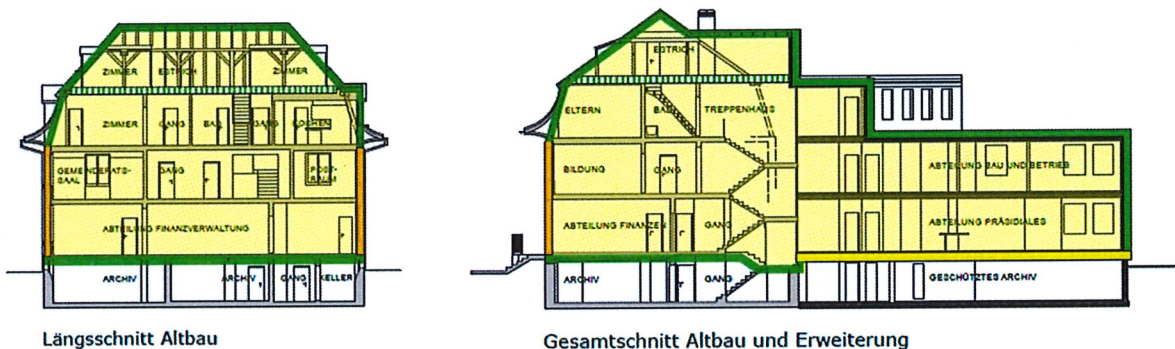 ZIMMER ESTRICH ZIMMER
ZIMMER GANG BAD GANG KOCHEN
GEMEINDERATS-
SAAL
GANG
POST-
RAUM
ABTEILUNG FINANZVERWALTUNG
ARCHIV ARCHIV GANG KELLER
Längsschnitt Altbau
ESTRICH
ELTERN BAD TREPPENHAUS
BILDUNG GANG ABTEILUNG BAU UND BETRIEB
ABTEILUNG FINANZEN GANG ABTEILUNG PRÄSIDIALES
ARCHIV GANG GESCHÜTZTES ARCHIV
Gesamtschnitt Altbau und Erweiterung